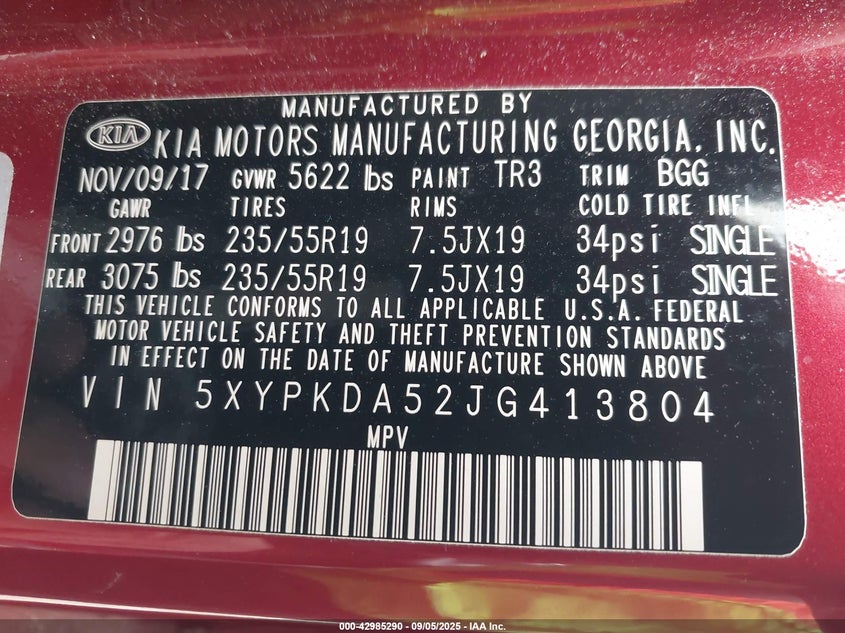 MANUFACTURED BY
KIA KIA MOTORS MANUFACTURING GEORGIA, INC.
NOV/09/17 GVWR 5622 lbs PAINT TR3 TRIM BGG
GAWR TIRES RIMS COLD TIRE INFL
FRONT 2976 lbs 235/55R19 7.5JX19 34psi SINGLE
REAR 3075 lbs 235/55R19 7.5JX19 34psi SINGLE
THIS VEHICLE CONFORMS TO ALL APPLICABLE U.S.A. FEDERAL
MOTOR VEHICLE SAFETY AND THEFT PREVENTION STANDARDS
IN EFFECT ON THE DATE OF MANUFACTURE SHOWN ABOVE
VIN 5XYPKDA52JG413804
MPV
000-42985290 - 09/05/2025 - IAA Inc.